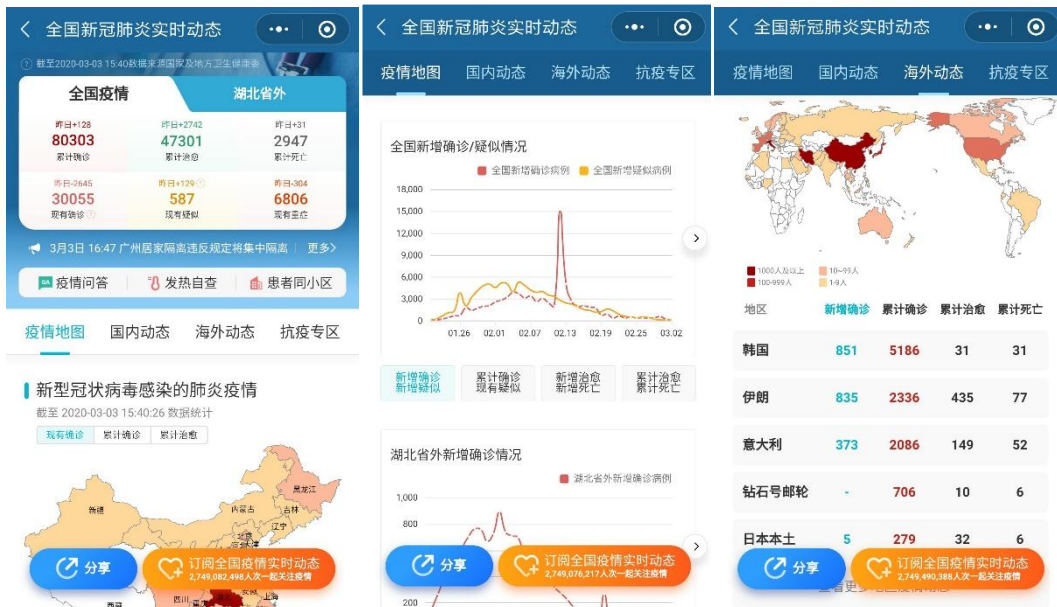 全国新冠肺炎实时动态
截至2020-03-03 15:40数据来源国家及地方卫生健康委
全国疫情
湖北省外
昨日+128
昨日+2742
昨日+31
80303
47301
2947
累计确诊
累计治愈
累计死亡
昨日-2645
昨日+129
昨日-304
30055
587
6806
现有确诊
现有疑似
现有重症
3月3日 16:47 广州居家隔离违反规定将集中隔离
更多>
疫情问答
发热自查
患者同小区
疫情地图 国内动态 海外动态 抗疫专区
新型冠状病毒感染的肺炎疫情
截至 2020-03-03 15:40:26 数据统计
现有确诊 累计确诊 累计治愈
黑龙江
新疆
内蒙古
吉林
辽宁
北京
分享
订阅全国疫情实时动态
2,749,082,498人次一起关注疫情
西藏
四川
重庆
安徽
上海
全国新冠肺炎实时动态
疫情地图 国内动态 海外动态 抗疫专区
全国新增确诊/疑似情况
全国新增确诊病例 全国新增疑似病例
18,000
15,000
12,000
9,000
6,000
3,000
0
01.26 02.01 02.07 02.13 02.19 02.25 03.02
新增确诊
新增疑似
累计确诊
现有疑似
新增治愈
新增死亡
累计治愈
累计死亡
湖北省外新增确诊情况
湖北省外新增确诊病例
1,000
800
分享
订阅全国疫情实时动态
2,749,076,217人次一起关注疫情
200
全国新冠肺炎实时动态
疫情地图 国内动态 海外动态 抗疫专区
1000人及以上 10~99人
100-999人 1-9人
地区 新增确诊 累计确诊 累计治愈 累计死亡
韩国 851 5186 31 31
伊朗 835 2336 435 77
意大利 373 2086 149 52
钻石号邮轮 - 706 10 6
日本本土 5 279 32 6
分享
订阅全国疫情实时动态
2,749,490,388人次一起关注疫情